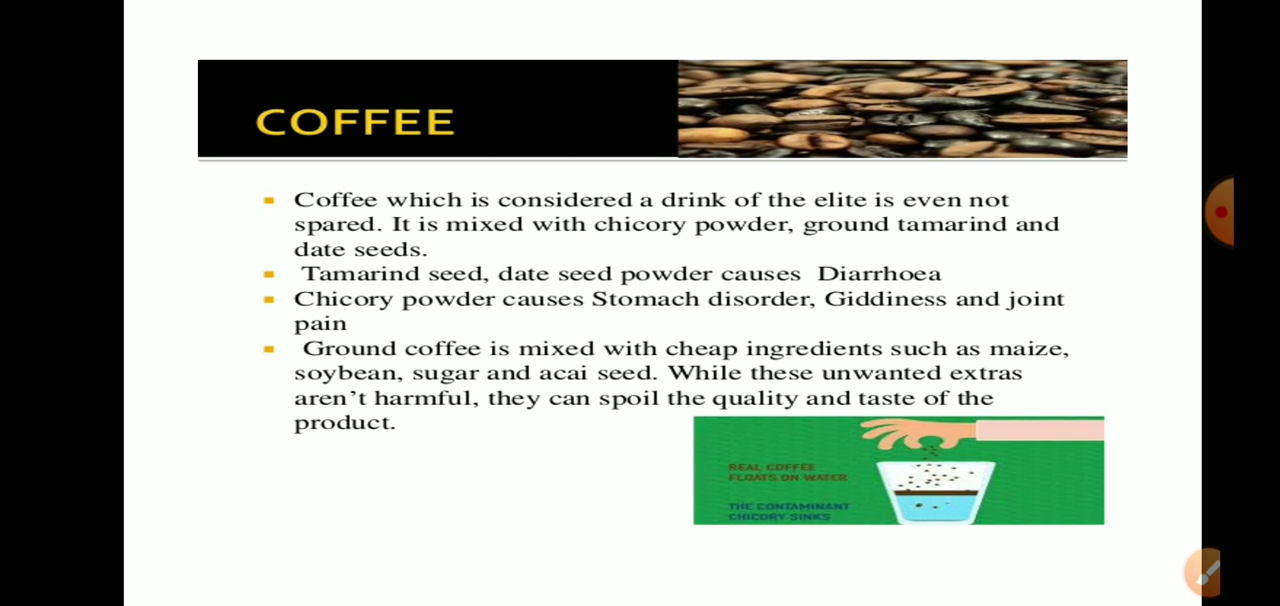 COFFEE
Coffee which is considered a drink of the elite is even not
spared. It is mixed with chicory powder, ground tamarind and
date seeds.
Tamarind seed, date seed powder causes Diarrhoea
Chicory powder causes Stomach disorder, Giddiness and joint
pain
Ground coffee is mixed with cheap ingredients such as maize,
soybean, sugar and acai seed. While these unwanted extras
aren't harmful, they can spoil the quality and taste of the
product.
REAL COFFEE
FLOATS ON WATER
THE CONTAMINANT
CHICORY SINKS